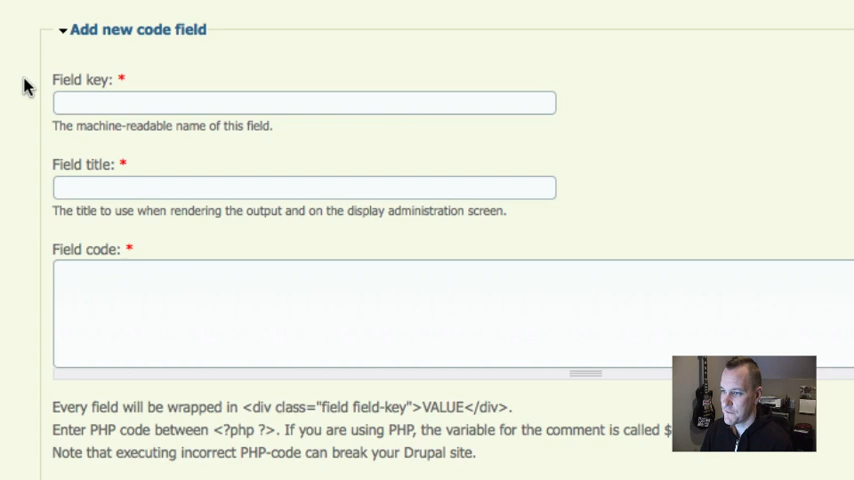 Add new code field
Field key: *
The machine-readable name of this field.
Field title: *
The title to use when rendering the output and on the display administration screen.
Field code: *
Every field will be wrapped in <div class="field field-key">VALUE</div>.
Enter PHP code between <?php ?>. If you are using PHP, the variable for the comment is called $
Note that executing incorrect PHP-code can break your Drupal site.